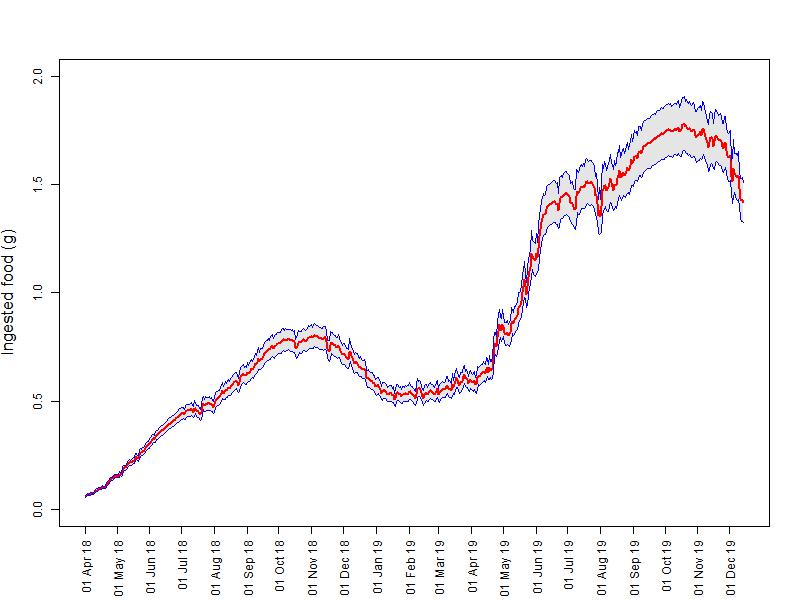 Ingested food (g)
2.0
1.5
1.0
0.5
0.0
01 Apr 18
01 May 18
01 Jun 18
01 Jul 18
01 Aug 18
01 Sep 18
01 Oct 18
01 Nov 18
01 Dec 18
01 Jan 19
01 Feb 19
01 Mar 19
01 Apr 19
01 May 19
01 Jun 19
01 Jul 19
01 Aug 19
01 Sep 19
01 Oct 19
01 Nov 19
01 Dec 19